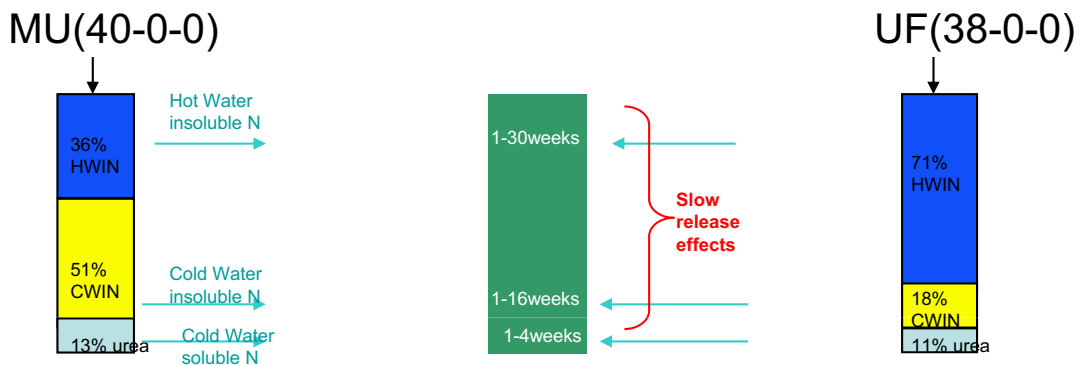 MU(40-0-0)
UF(38-0-0)
Hot Water
insoluble N
36%
HWIN
1-30weeks
71%
HWIN
Slow
release
effects
51%
CWIN
Cold Water
insoluble N
1-16weeks
18%
CWIN
13% urea
Cold Water
soluble N
1-4weeks
11% urea